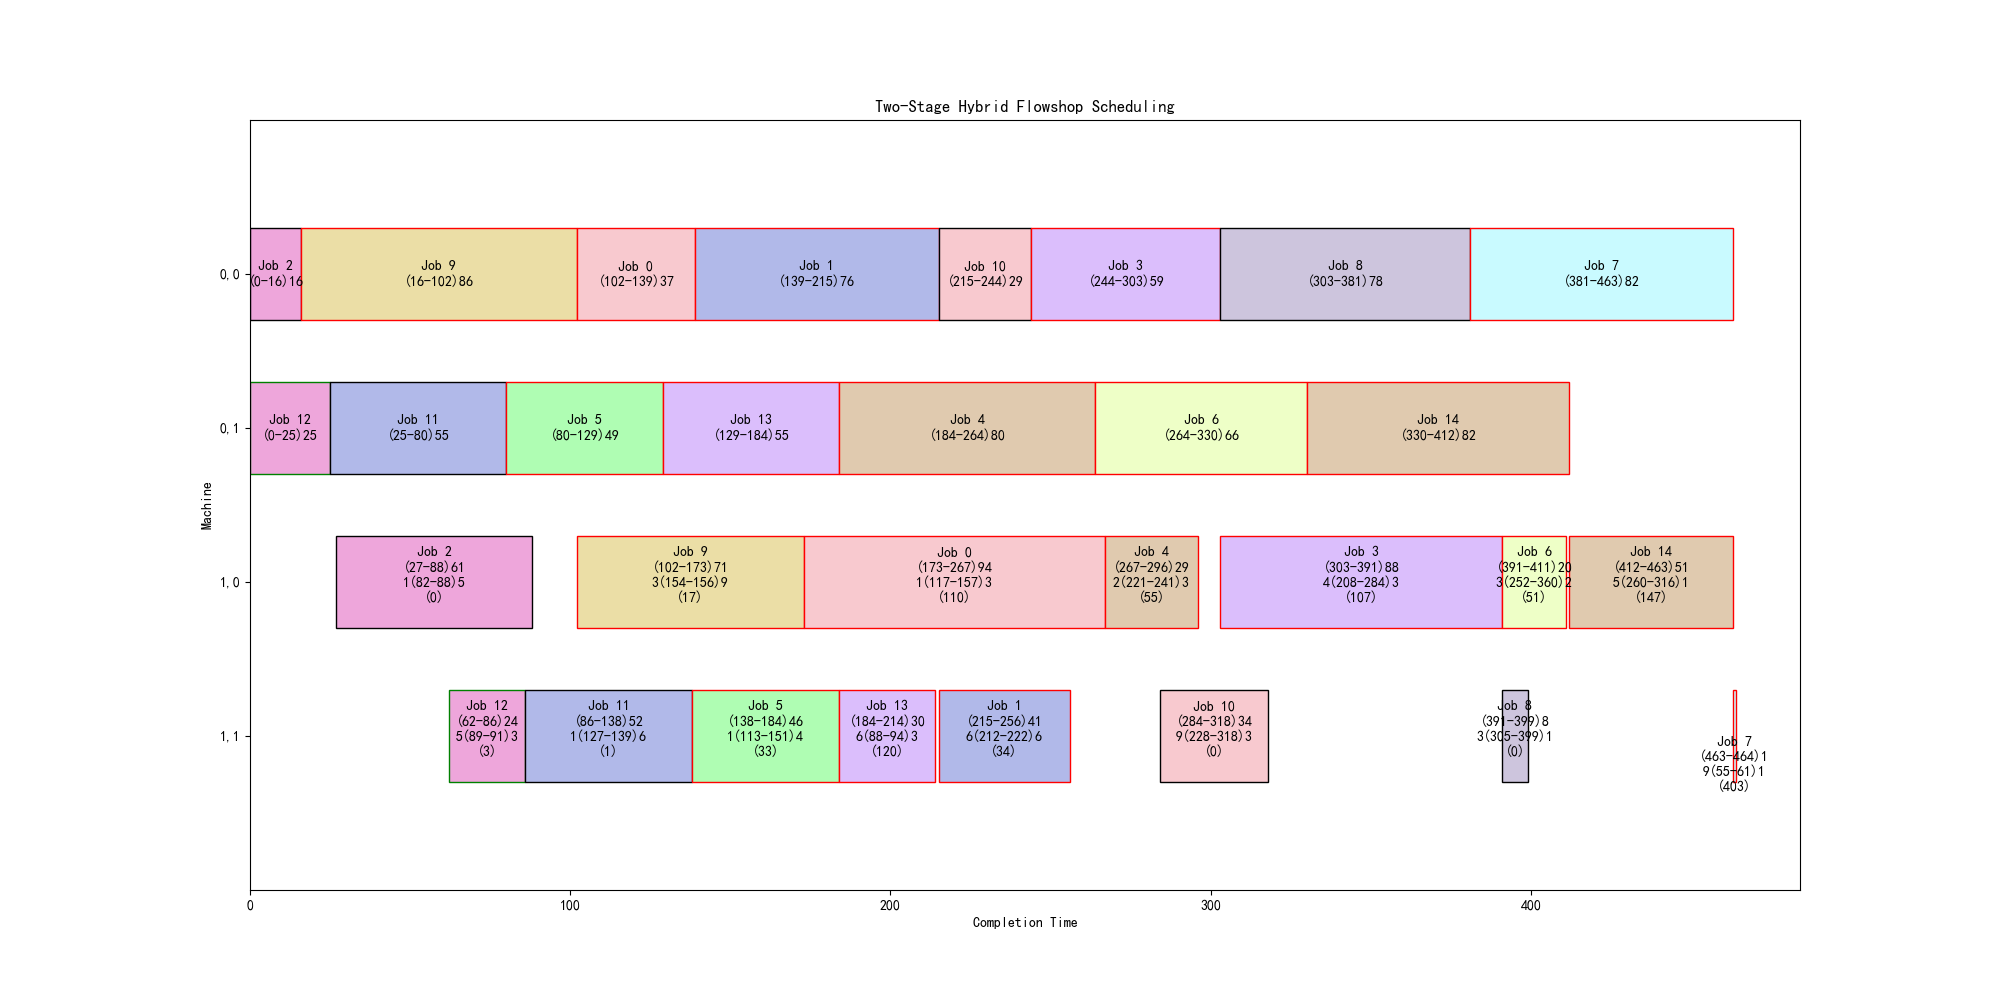 Two-Stage Hybrid Flowshop Scheduling
Machine
0,0
Job 2
(0-16)16
Job 9
(16-102)86
Job 0
(102-139)37
Job 1
(139-215)76
Job 10
(215-244)29
Job 3
(244-303)59
Job 8
(303-381)78
Job 7
(381-463)82
0,1
Job 12
(0-25)25
Job 11
(25-80)55
Job 5
(80-129)49
Job 13
(129-184)55
Job 4
(184-264)80
Job 6
(264-330)66
Job 14
(330-412)82
1,0
Job 2
(27-88)61
1(82-88)5
(0)
Job 9
(102-173)71
3(154-156)9
(17)
Job 0
(173-267)94
1(117-157)3
(110)
Job 4
(267-296)29
2(221-241)3
(55)
Job 3
(303-391)88
4(208-284)3
(107)
Job 6
(391-411)20
3(252-360)2
(51)
Job 14
(412-463)51
5(260-316)1
(147)
1,1
Job 12
(62-86)24
5(89-91)3
(3)
Job 11
(86-138)52
1(127-139)6
(1)
Job 5
(138-184)46
1(113-151)4
(33)
Job 13
(184-214)30
6(88-94)3
(120)
Job 1
(215-256)41
6(212-222)6
(34)
Job 10
(284-318)34
9(228-318)3
(0)
Job 8
(391-399)8
3(305-399)1
(0)
Job 7
(463-464)1
9(55-61)1
(403)
0
100
200
300
400
Completion Time